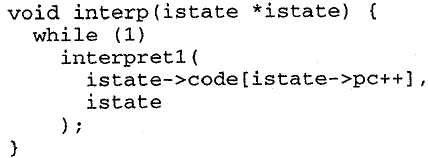 void interp(istate *istate) {
  while (1)
    interpret1(
      istate->code[istate->pc++],
      istate
    );
}